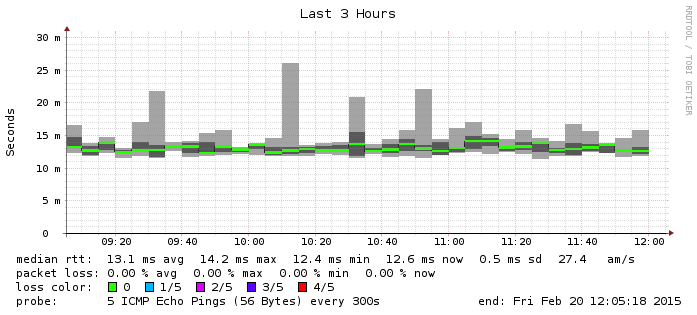 Last 3 Hours
RRDTOOL / TOBI OETIKER
Seconds
30 m
25 m
20 m
15 m
10 m
5 m
0
09:20 09:40 10:00 10:20 10:40 11:00 11:20 11:40 12:00
median rtt: 13.1 ms avg 14.2 ms max 12.4 ms min 12.6 ms now 0.5 ms sd 27.4 am/s
packet loss: 0.00 % avg 0.00 % max 0.00 % min 0.00 % now
loss color: 0 1/5 2/5 3/5 4/5
probe: 5 ICMP Echo Pings (56 Bytes) every 300s end: Fri Feb 20 12:05:18 2015